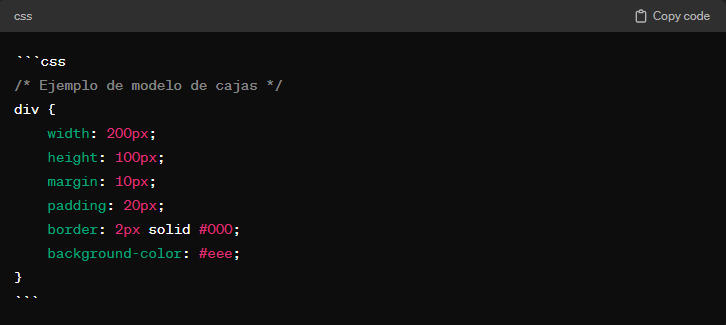 css
Copy code
```css
/* Ejemplo de modelo de cajas */
div {
    width: 200px;
    height: 100px;
    margin: 10px;
    padding: 20px;
    border: 2px solid #000;
    background-color: #eee;
}
```